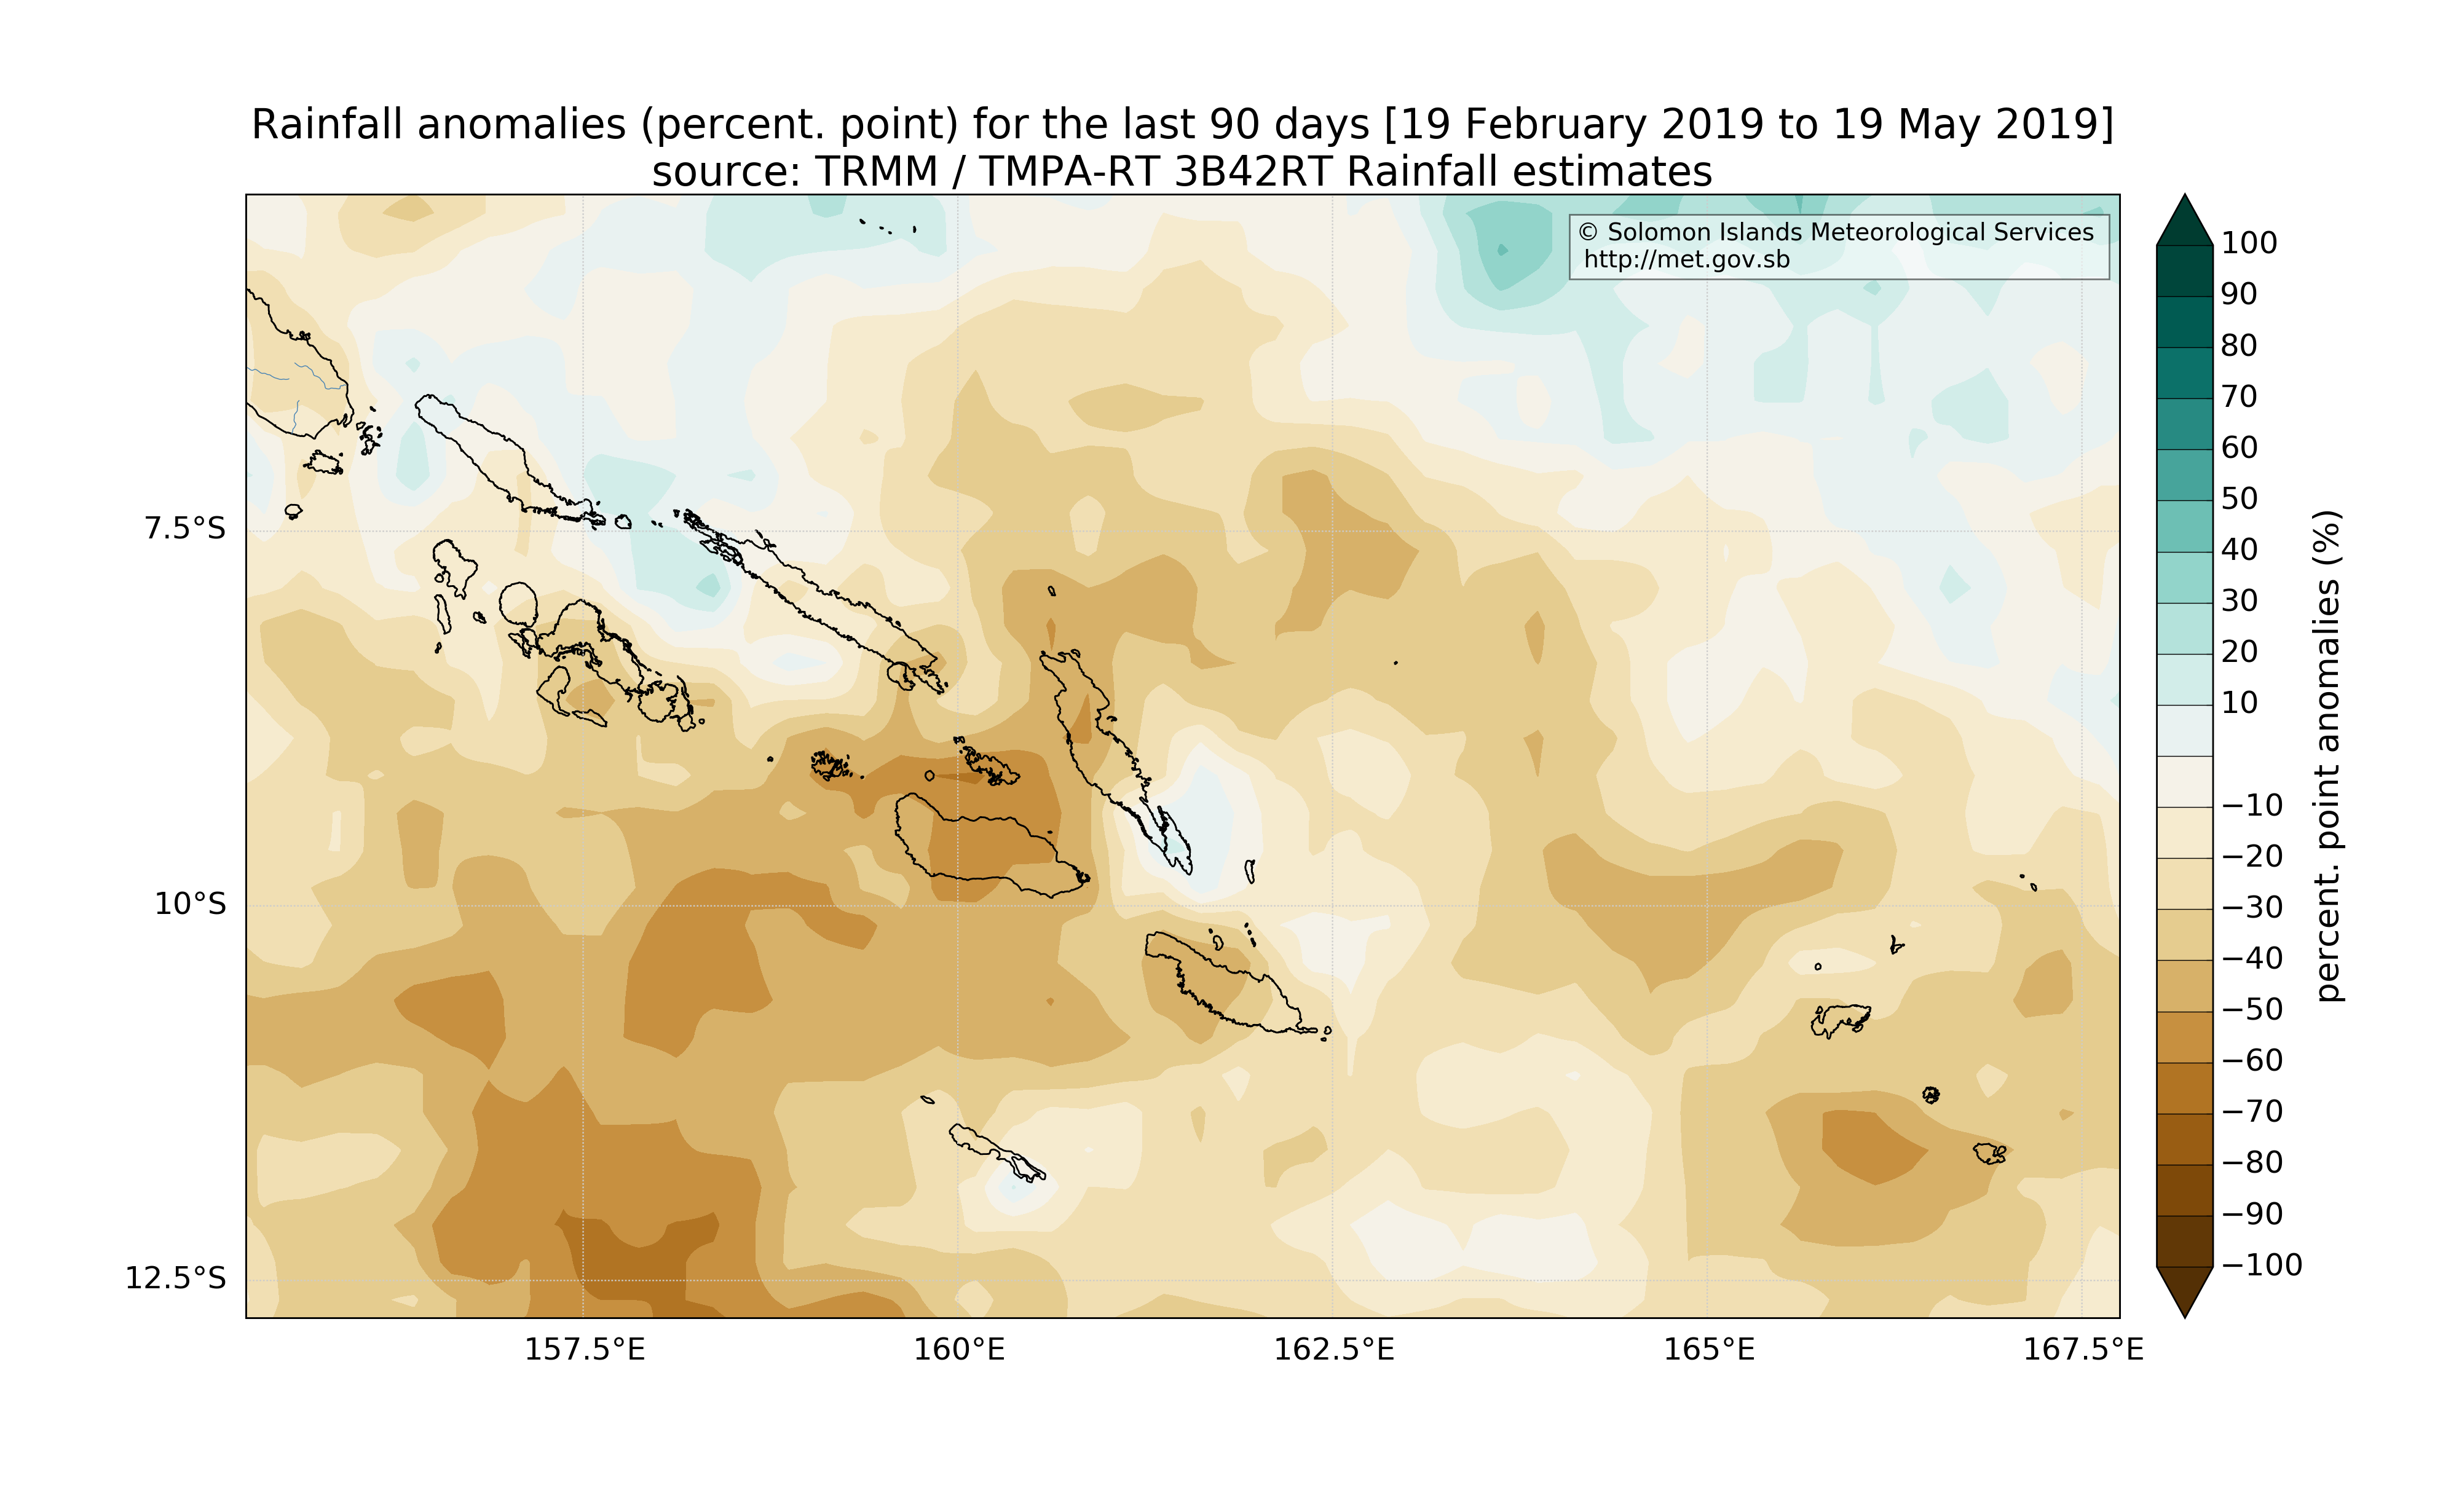 Rainfall anomalies (percent. point) for the last 90 days [19 February 2019 to 19 May 2019]
source: TRMM / TMPA-RT 3B42RT Rainfall estimates
© Solomon Islands Meteorological Services
http://met.gov.sb
7.5°S
10°S
12.5°S
157.5°E
160°E
162.5°E
165°E
167.5°E
100
90
80
70
60
50
40
30
20
10
−10
−20
−30
−40
−50
−60
−70
−80
−90
−100
percent. point anomalies (%)